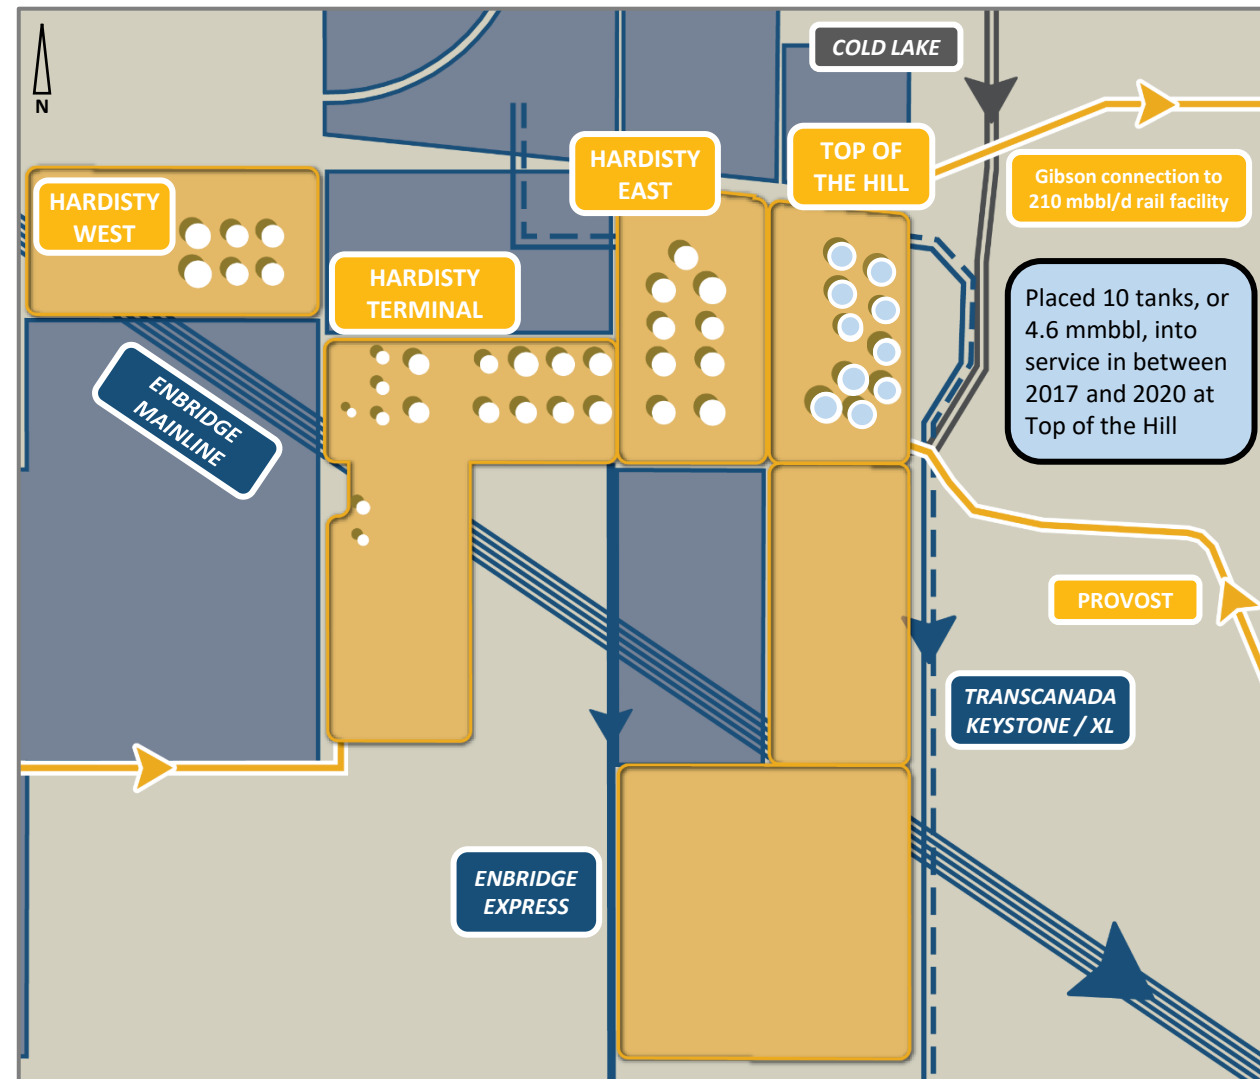 COLD LAKE
N
HARDISTY
EAST
TOP OF
THE HILL
Gibson connection to
210 mbbl/d rail facility
HARDISTY
WEST
HARDISTY
TERMINAL
Placed 10 tanks, or
4.6 mmbbl, into
service in between
2017 and 2020 at
Top of the Hill
ENBRIDGE
MAINLINE
PROVOST
TRANSCANADA
KEYSTONE / XL
ENBRIDGE
EXPRESS